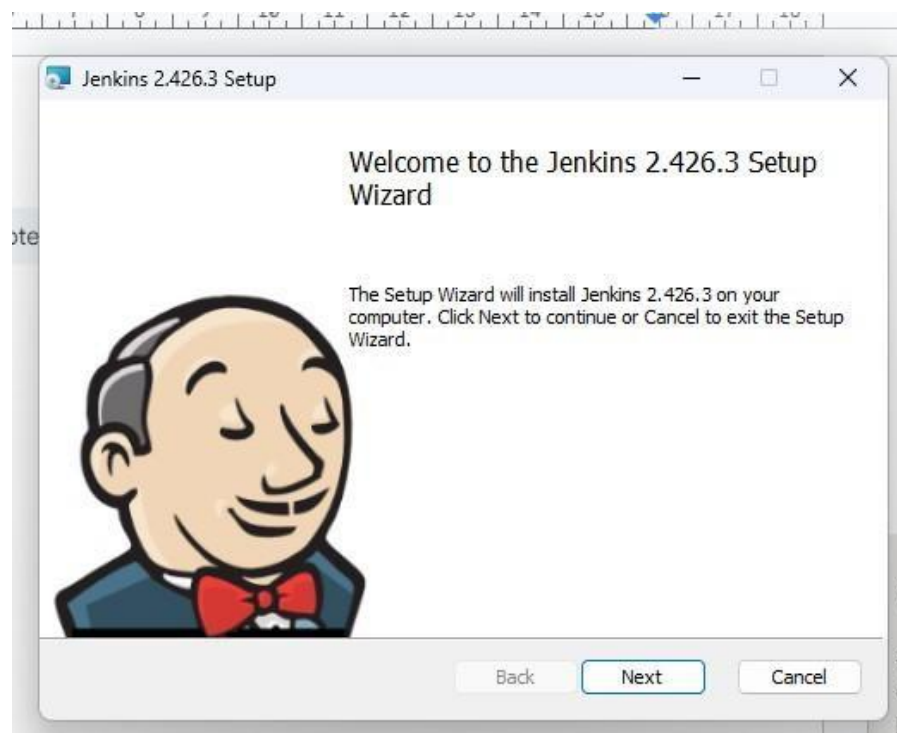 Jenkins 2.426.3 Setup
Welcome to the Jenkins 2.426.3 Setup
Wizard
The Setup Wizard will install Jenkins 2.426.3 on your
computer. Click Next to continue or Cancel to exit the Setup
Wizard.
Back Next Cancel